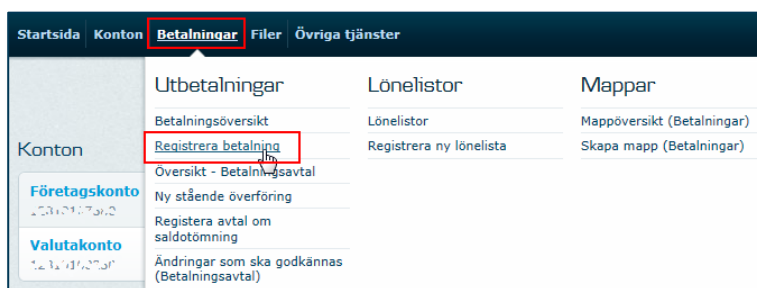 Startsida Konton Betalningar Filer Övriga tjänster
Utbetalningar
Betalningsöversikt
Registrera betalning
Översikt - Betalningsavtal
Ny stående överföring
Registera avtal om
saldotömning
Ändringar som ska godkännas
(Betalningsavtal)
Lönelistor
Lönelistor
Registrera ny lönelista
Mappar
Mappöversikt (Betalningar)
Skapa mapp (Betalningar)
Konton
Företagskonto
Valutakonto